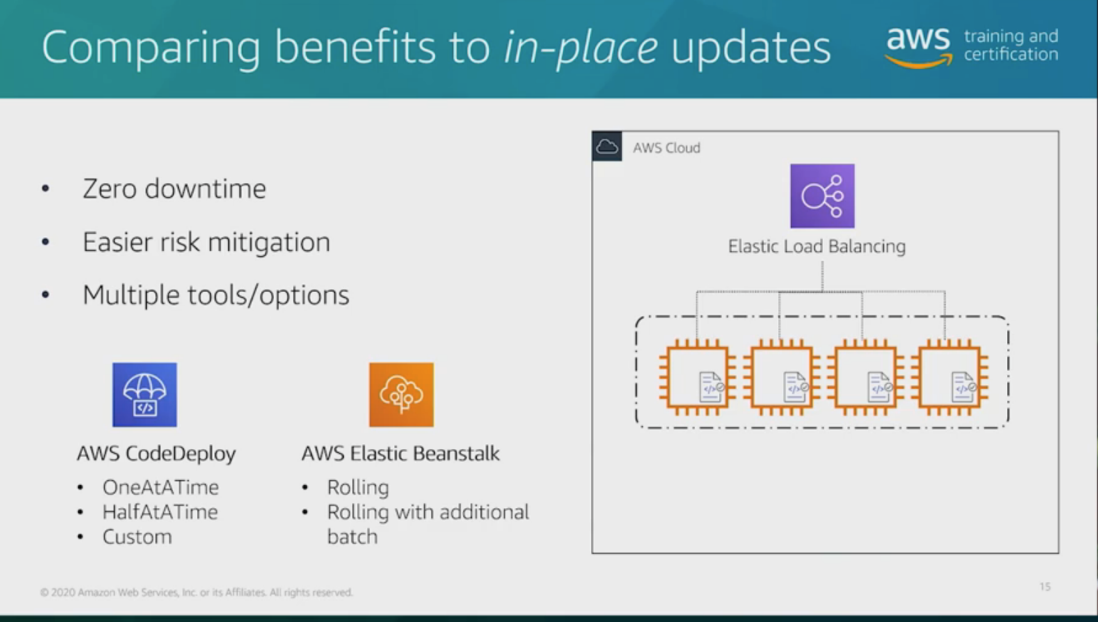 Comparing benefits to in-place updates
aws training and
certification
• Zero downtime
• Easier risk mitigation
• Multiple tools/options
AWS CodeDeploy
• OneAtATime
• HalfAtATime
• Custom
AWS Elastic Beanstalk
• Rolling
• Rolling with additional
batch
AWS Cloud
Elastic Load Balancing
</>
</>
</>
</>
</>
© 2020 Amazon Web Services, Inc. or its Affiliates. All rights reserved.
15